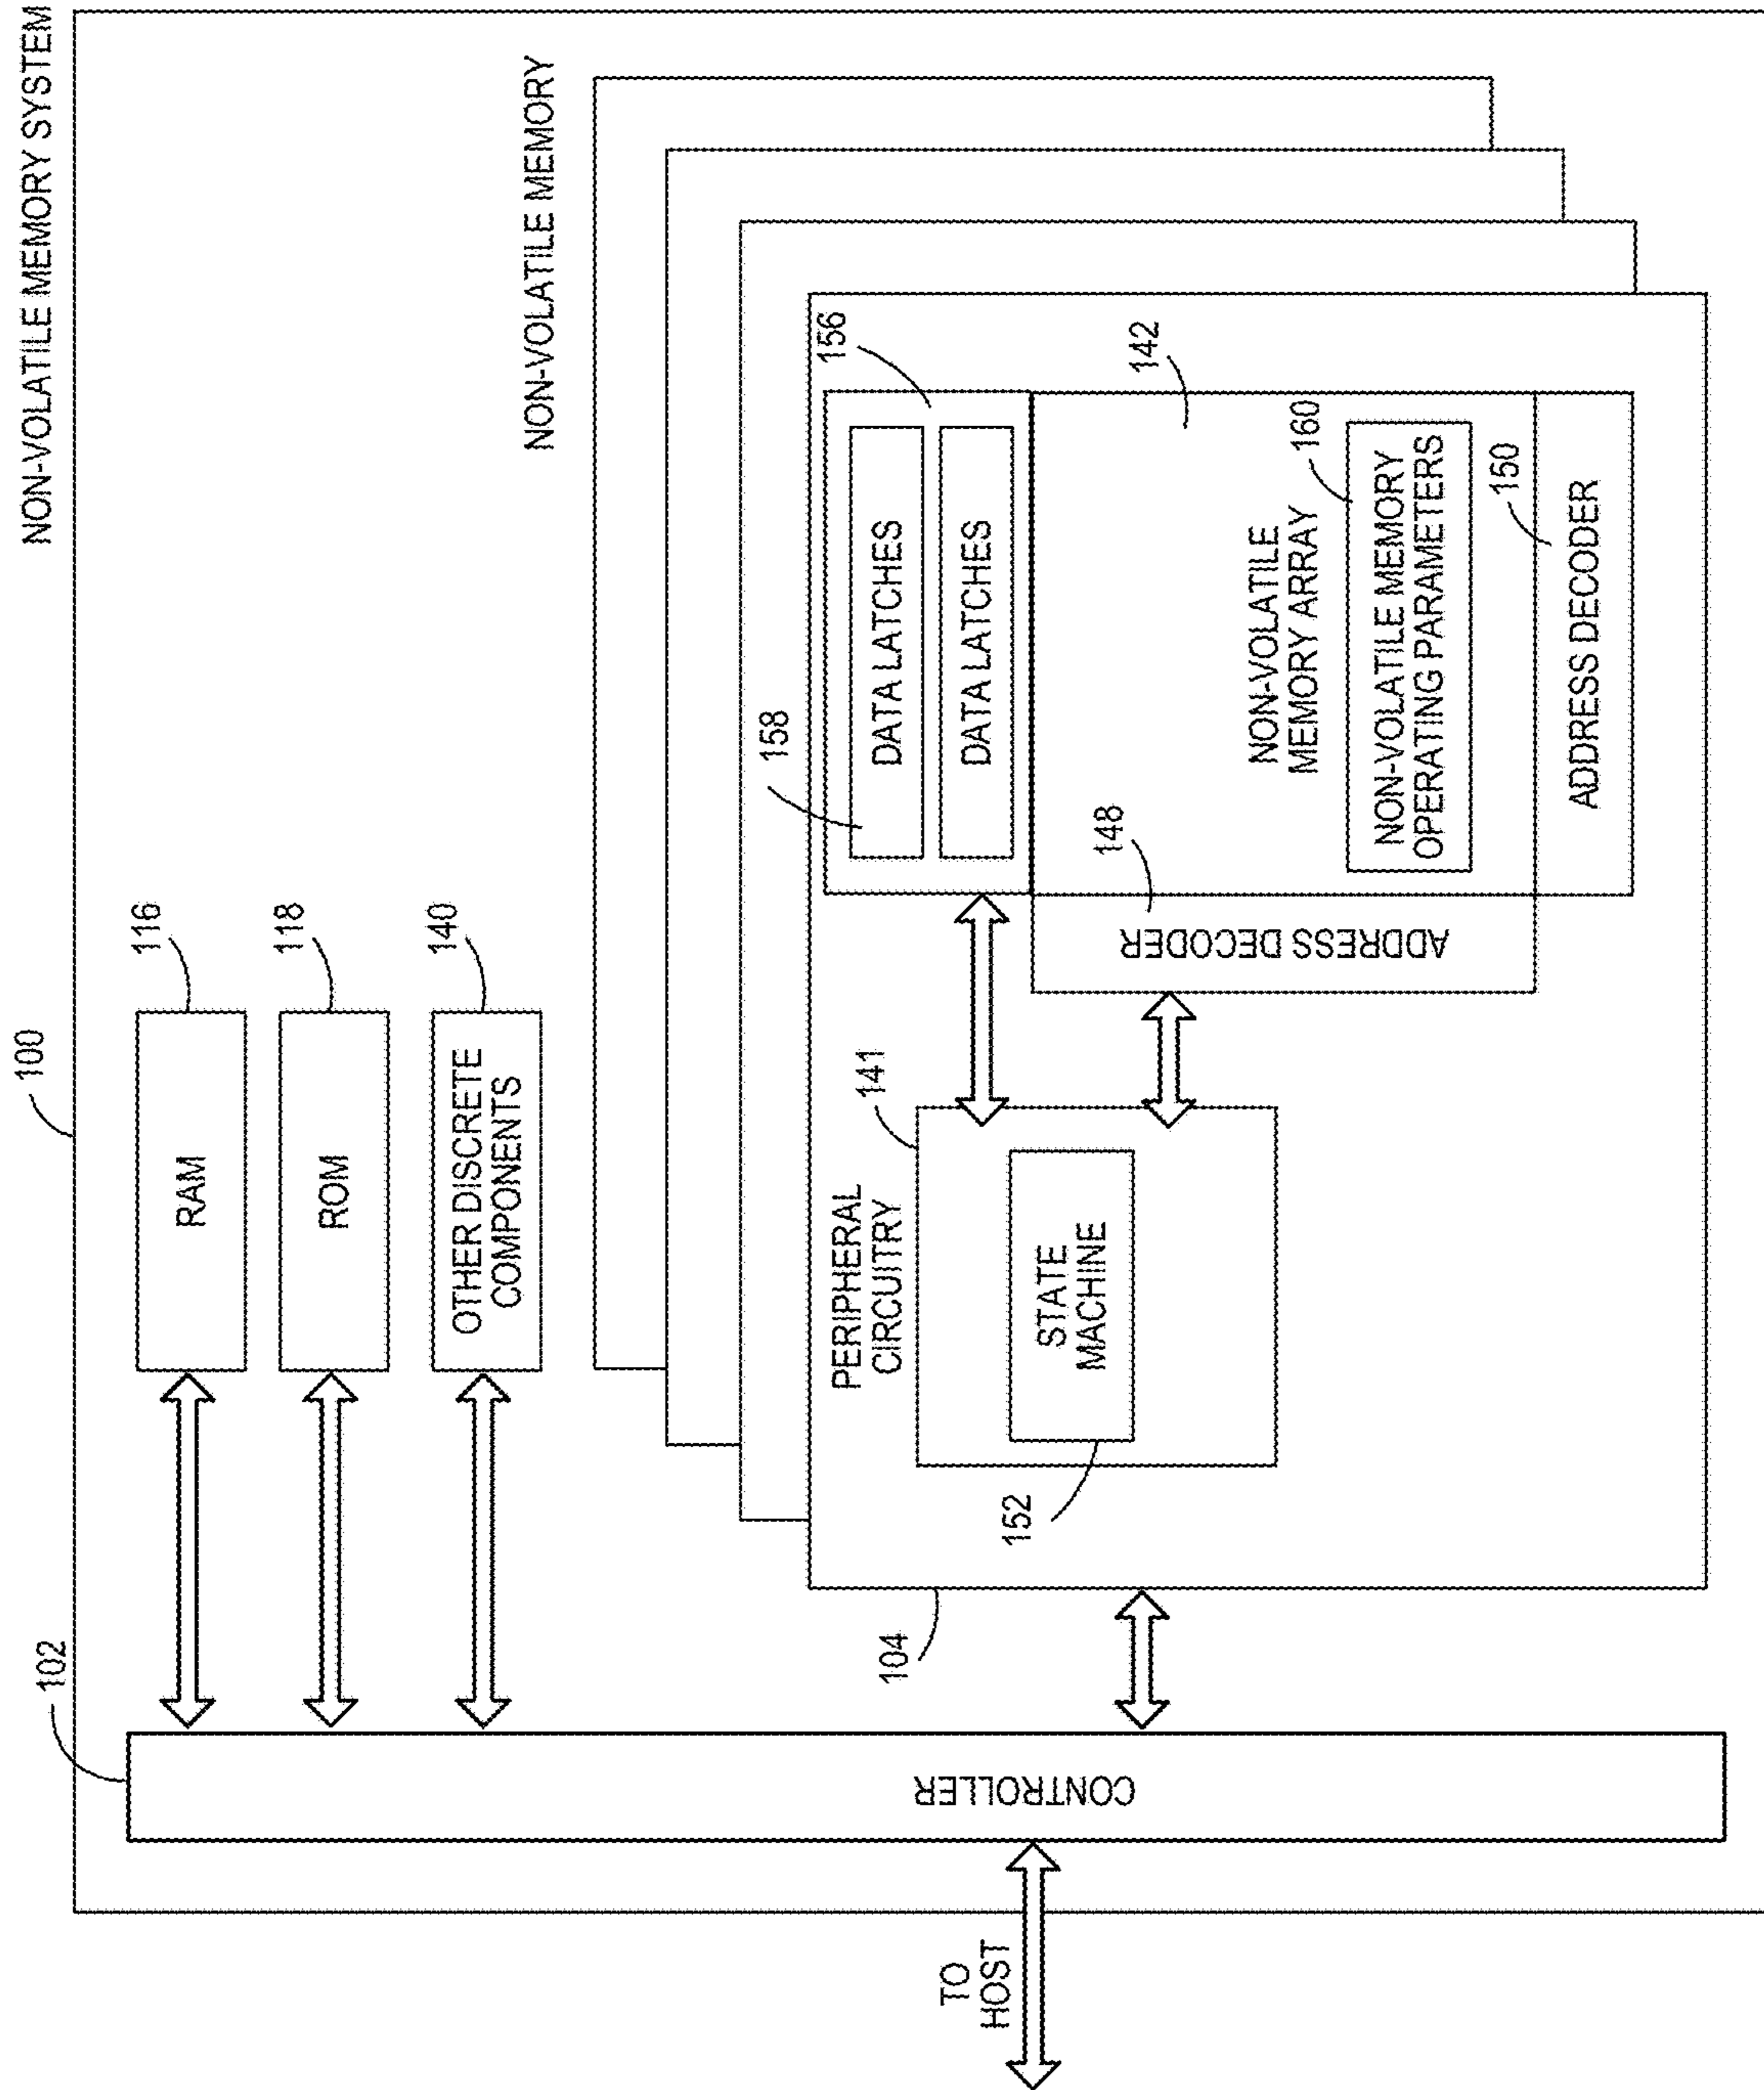 NON-VOLATILE MEMORY SYSTEM
100
102
116
RAM
118
ROM
140
OTHER DISCRETE
COMPONENTS
NON-VOLATILE MEMORY
CONTROLLER
TO
HOST
104
PERIPHERAL
CIRCUITRY
141
STATE
MACHINE
152
158
156
DATA LATCHES
DATA LATCHES
148
ADDRESS DECODER
142
NON-VOLATILE
MEMORY ARRAY
160
NON-VOLATILE MEMORY
OPERATING PARAMETERS
150
ADDRESS DECODER